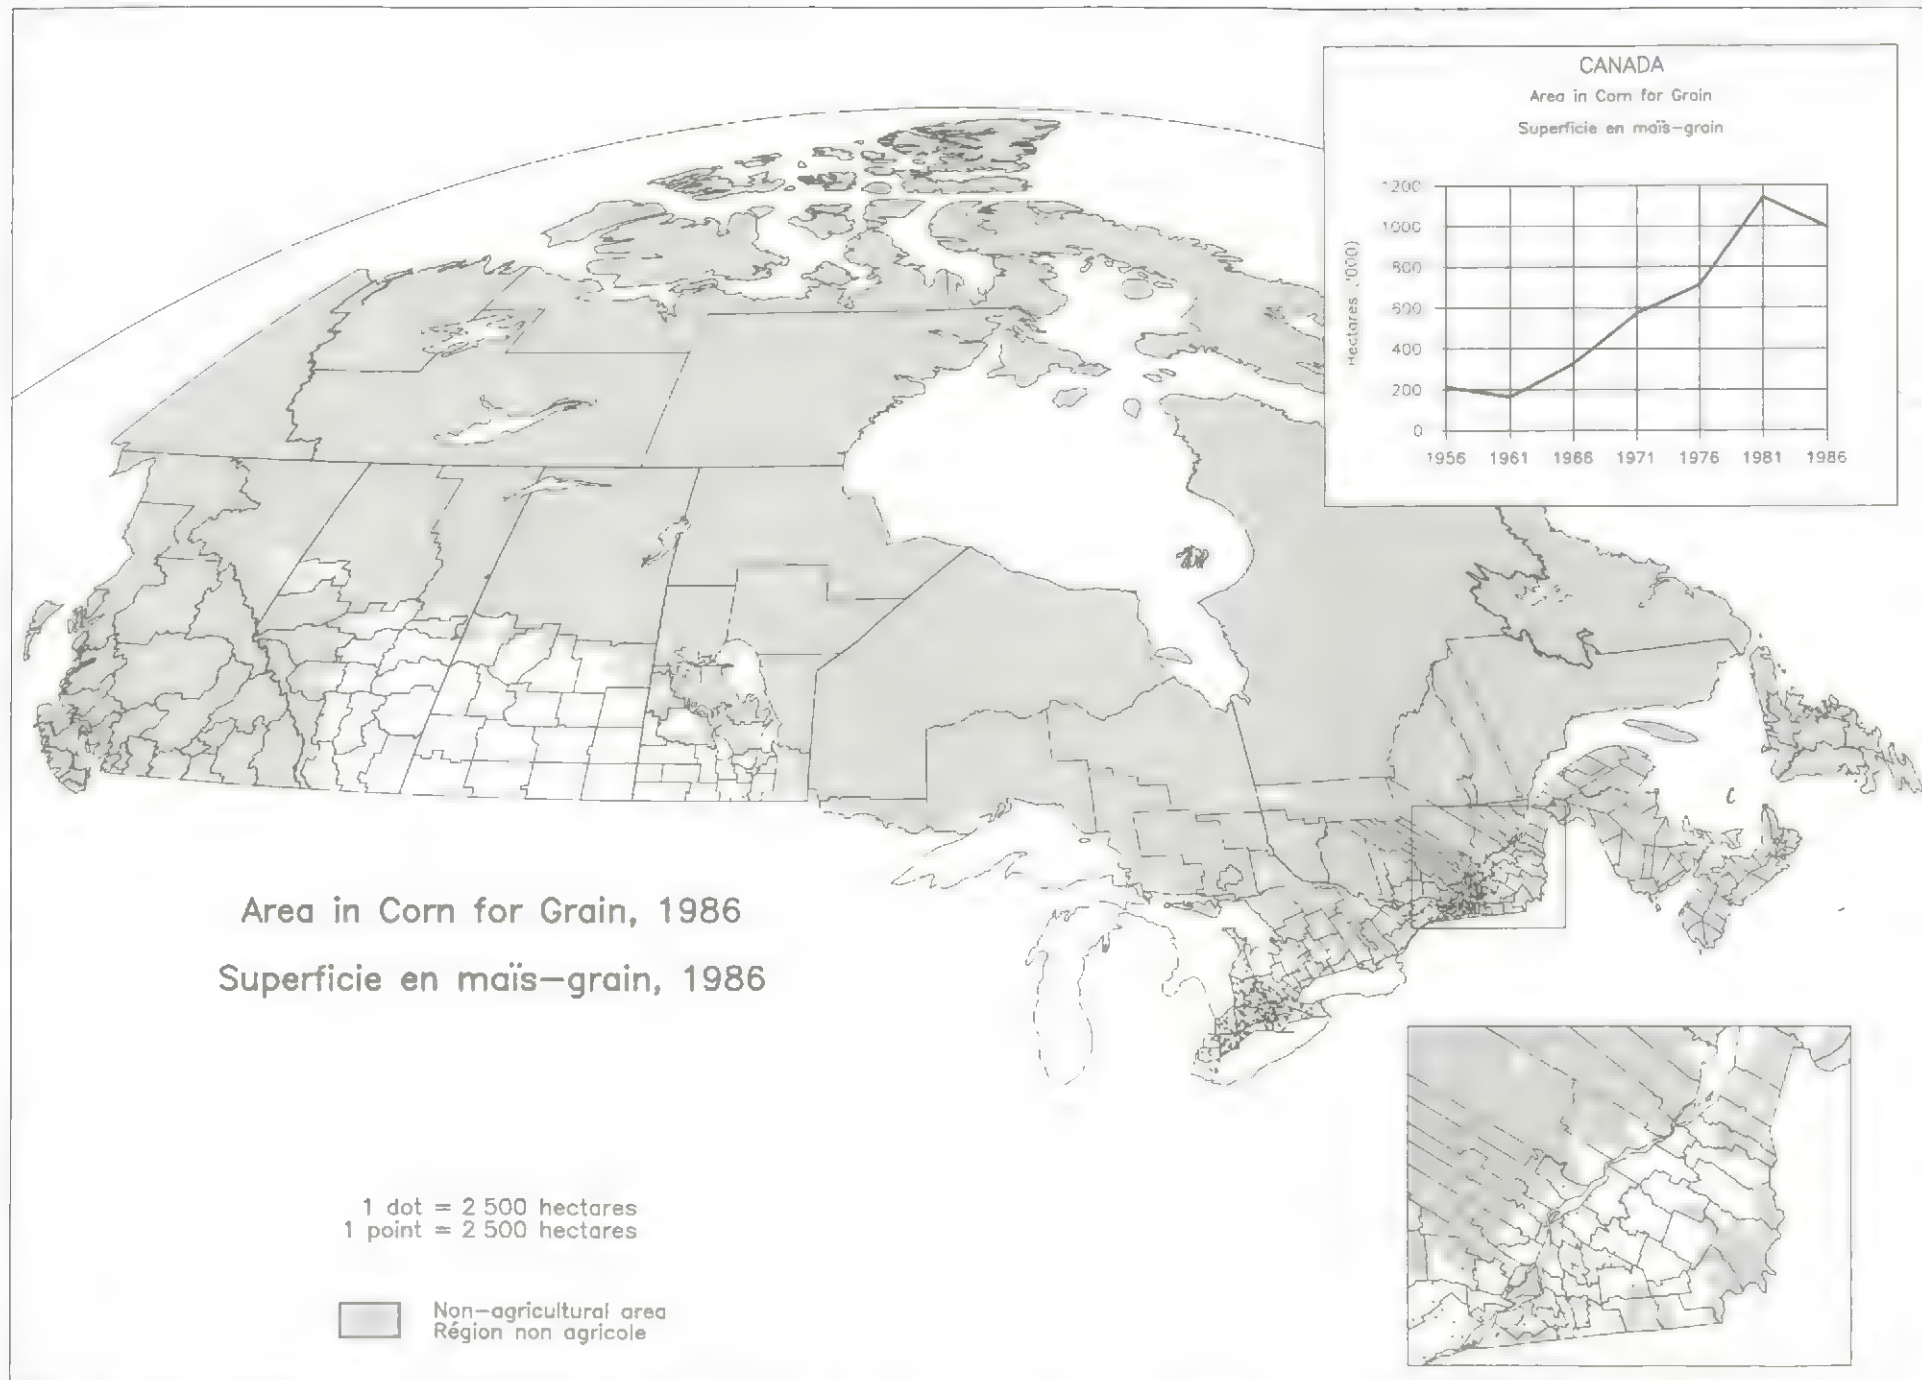 CANADA
Area in Corn for Grain
Superficie en maïs-grain
Hectares ('000)
1200
1000
800
600
400
200
0
1956 1961 1966 1971 1976 1981 1986
Area in Corn for Grain, 1986
Superficie en maïs-grain, 1986
1 dot = 2 500 hectares
1 point = 2 500 hectares
Non-agricultural area
Région non agricole